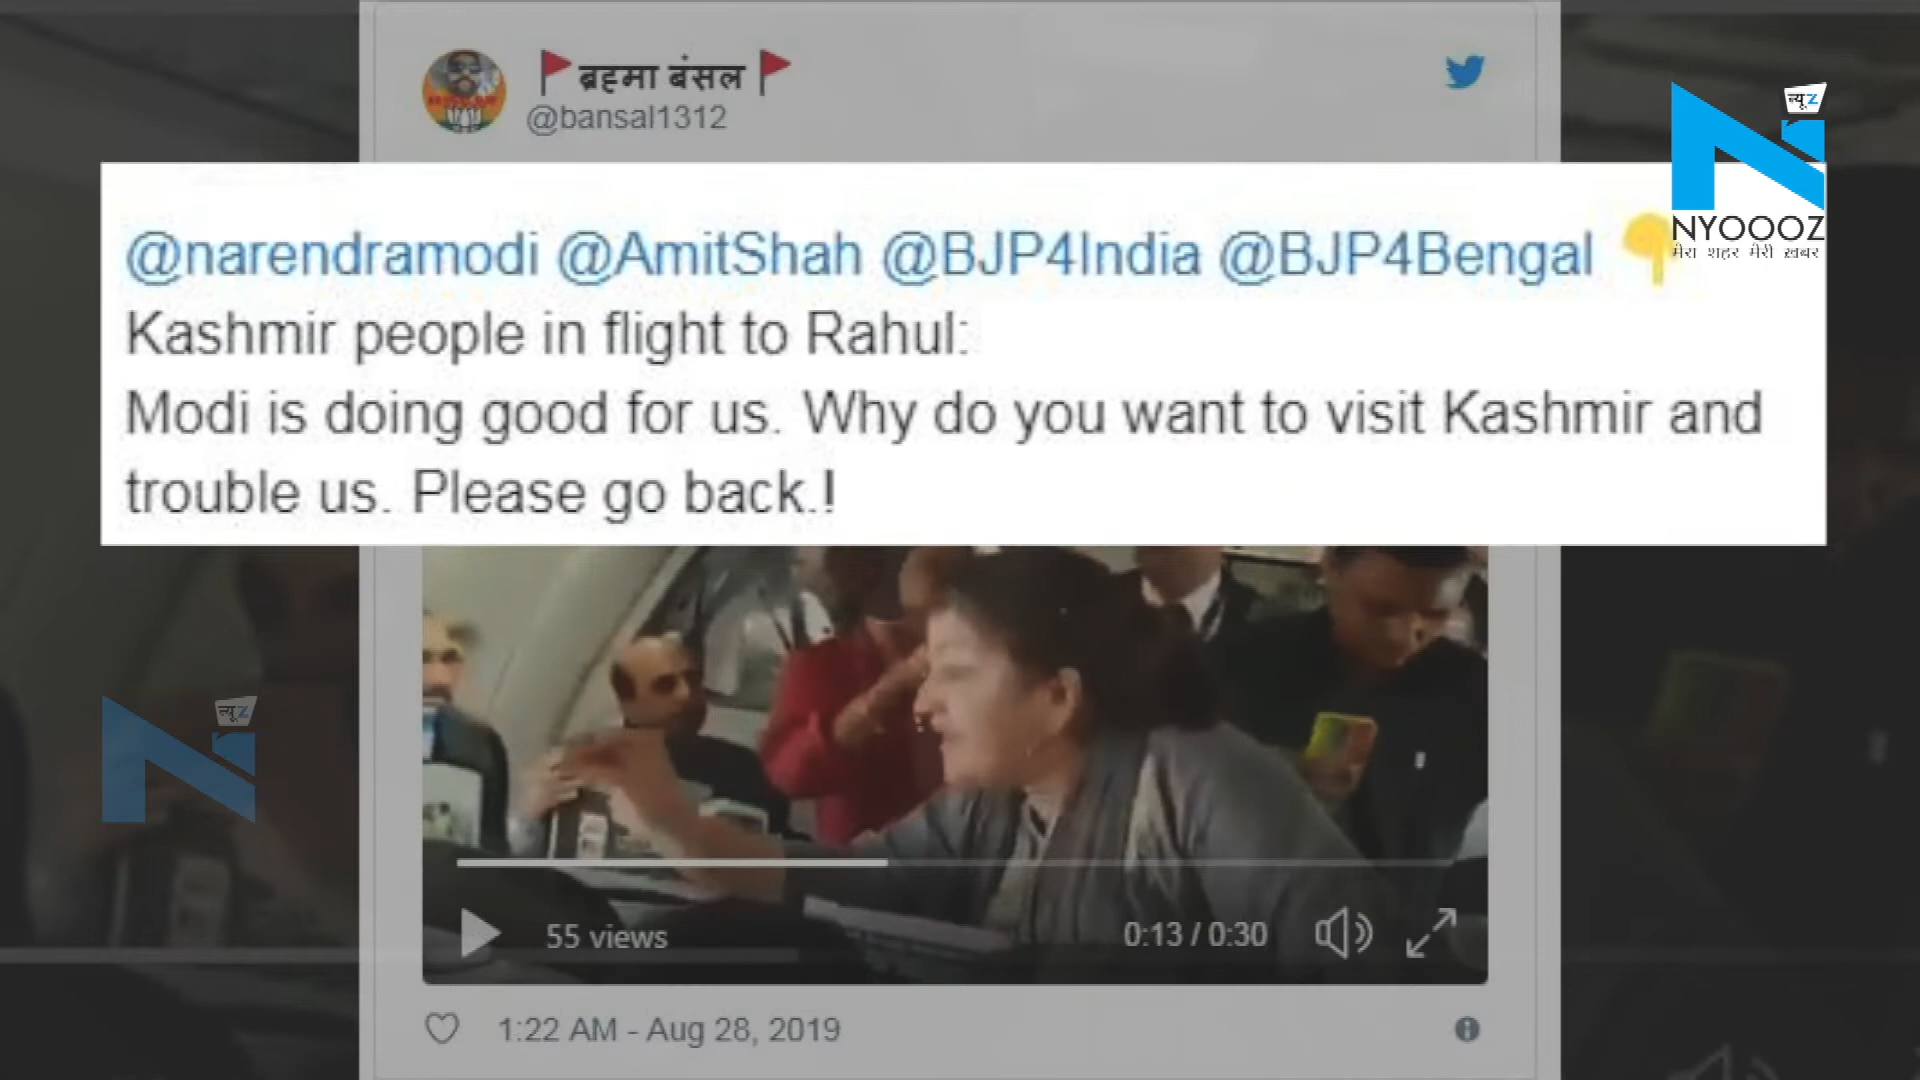 ब्रह्मा बंसल
@bansal1312
न्यूZ
NYOOOZ
मेरा शहर मेरी ख़बर
@narendramodi @AmitShah @BJP4India @BJP4Bengal
Kashmir people in flight to Rahul:
Modi is doing good for us. Why do you want to visit Kashmir and
trouble us. Please go back.!
न्यूZ
55 views
0:13 / 0:30
1:22 AM - Aug 28, 2019